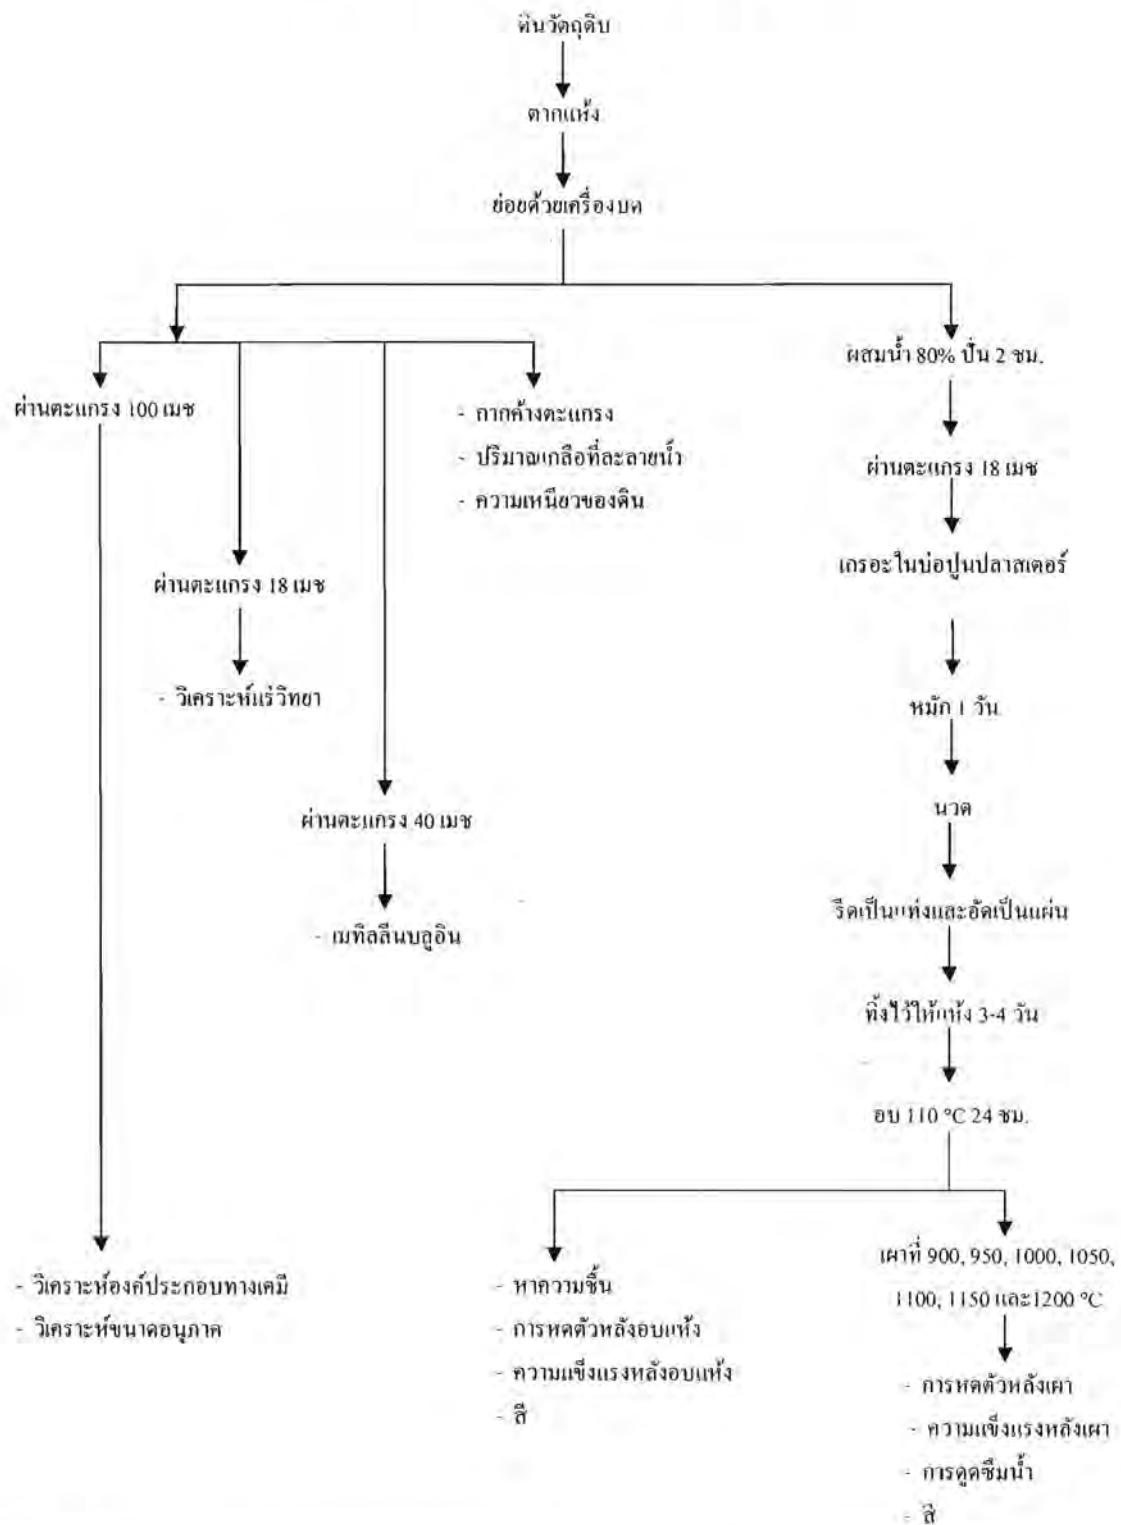 ดินวัตถุดิบ
ตากแห้ง
ย่อยด้วยเครื่องบด
ผ่านตะแกรง 100 เมช
ผ่านตะแกรง 18 เมช
- วิเคราะห์แร่วิทยา
ผ่านตะแกรง 40 เมช
- เมทิลลีนบลูอิน
- กากค้างตะแกรง
- ปริมาณเกลือที่ละลายน้ำ
- ความเหนียวของดิน
- วิเคราะห์องค์ประกอบทางเคมี
- วิเคราะห์ขนาดอนุภาค
ผสมน้ำ 80% ปั่น 2 ชม.
ผ่านตะแกรง 18 เมช
เกรอะในบ่อปูนปลาสเตอร์
หมัก 1 วัน
นวด
รีดเป็นแท่งและอัดเป็นแผ่น
ทิ้งไว้ให้แห้ง 3-4 วัน
อบ 110 °C 24 ชม.
- หาความชื้น
- การหดตัวหลังอบแห้ง
- ความแข็งแรงหลังอบแห้ง
- สี
เผาที่ 900, 950, 1000, 1050,
1100, 1150 และ1200 °C
- การหดตัวหลังเผา
- ความแข็งแรงหลังเผา
- การดูดซึมน้ำ
- สี